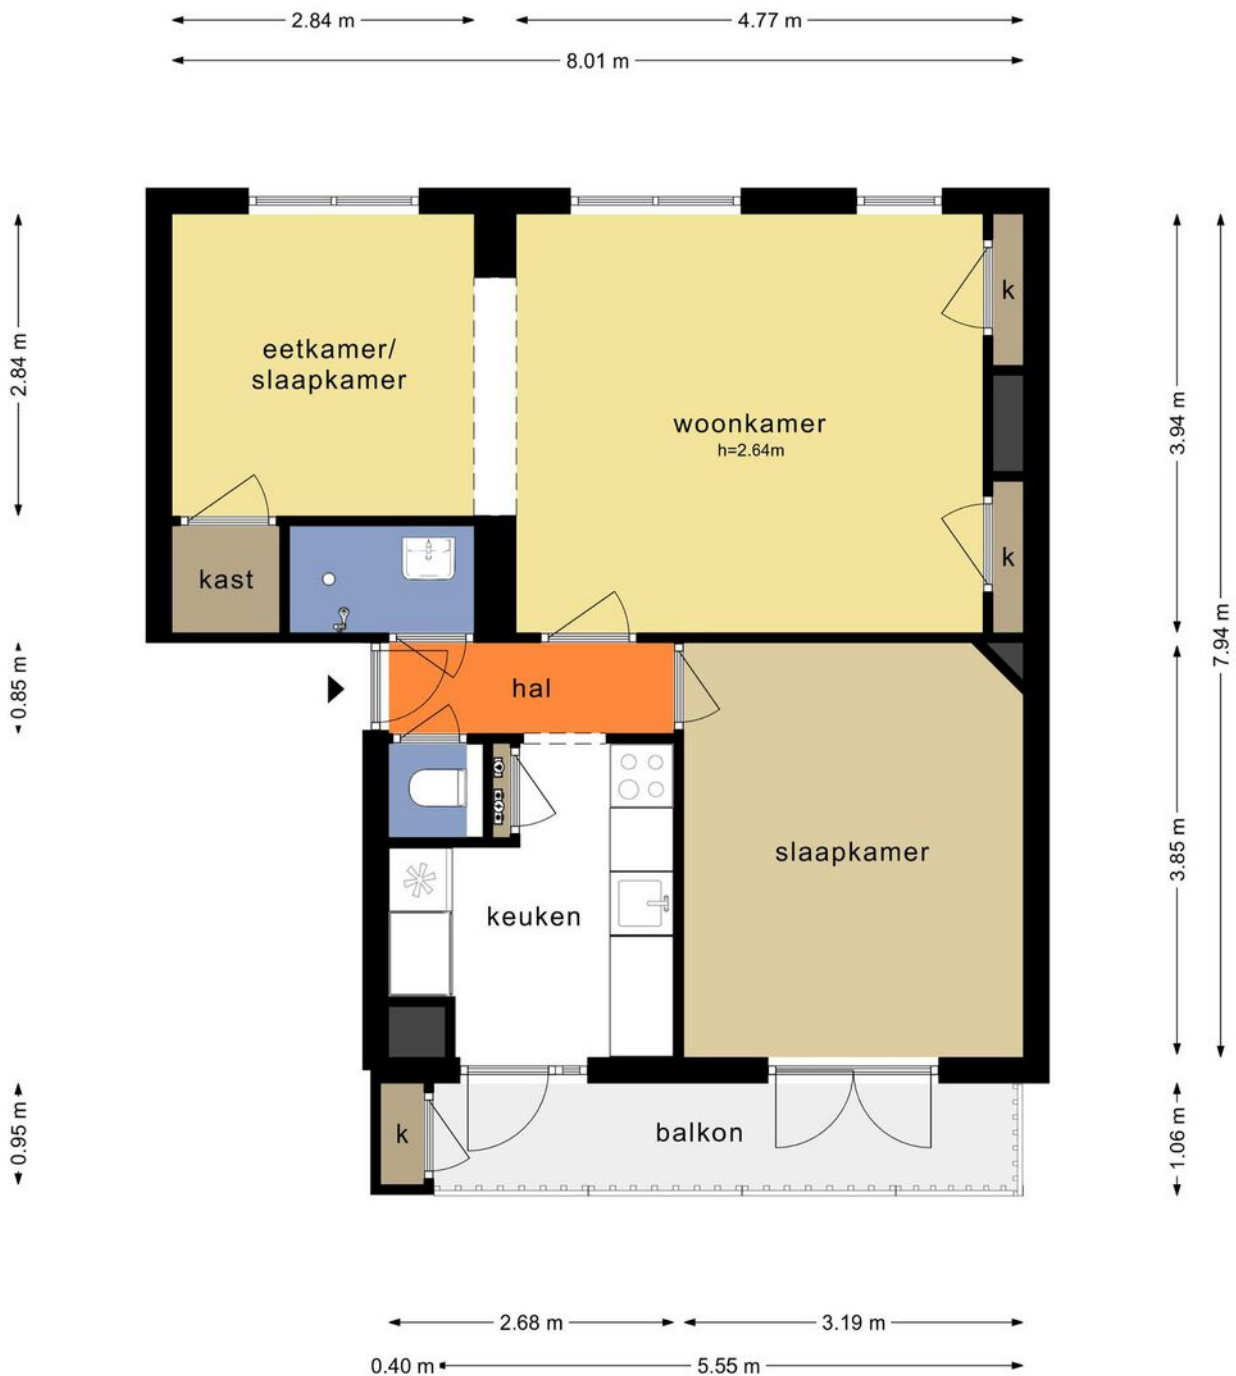 2.84 m
4.77 m
8.01 m
eetkamer/
slaapkamer
woonkamer
h=2.64m
k
2.84 m
3.94 m
kast
k
7.94 m
0.85 m
hal
slaapkamer
3.85 m
keuken
k
balkon
0.95 m
1.06 m
2.68 m
3.19 m
0.40 m
5.55 m